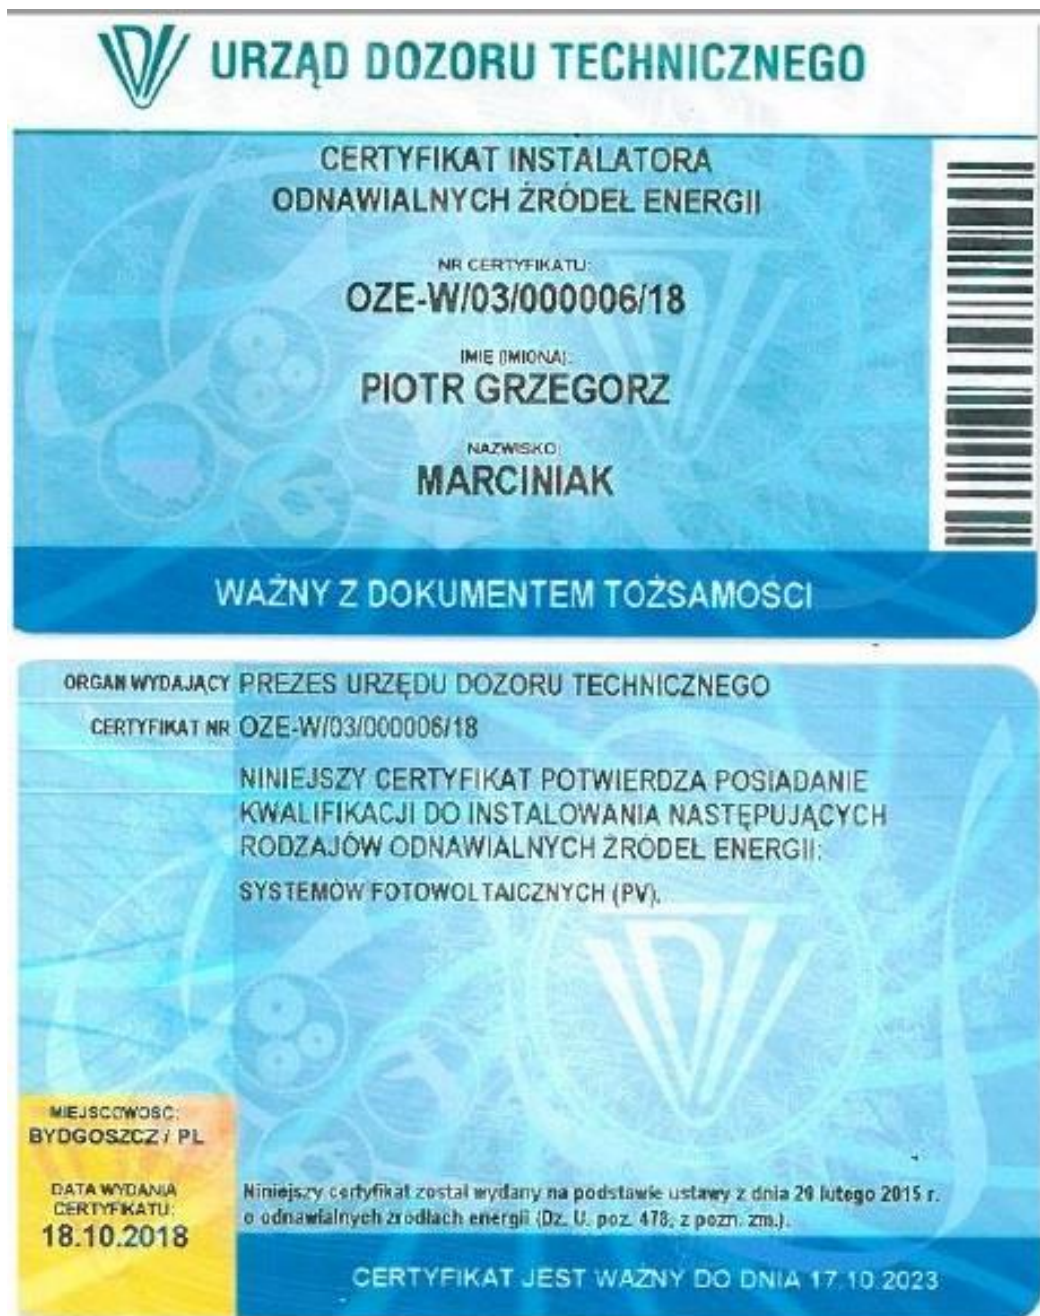 URZĄD DOZORU TECHNICZNEGO
CERTYFIKAT INSTALATORA
ODNAWIALNYCH ŹRÓDEŁ ENERGII
NR CERTYFIKATU:
OZE-W/03/000006/18
IMIĘ (IMIONA):
PIOTR GRZEGORZ
NAZWISKO:
MARCINIAK
WAŻNY Z DOKUMENTEM TOŻSAMOŚCI
ORGAN WYDAJĄCY PREZES URZĘDU DOZORU TECHNICZNEGO
CERTYFIKAT NR OZE-W/03/000006/18
NINIEJSZY CERTYFIKAT POTWIERDZA POSIADANIE
KWALIFIKACJI DO INSTALOWANIA NASTĘPUJĄCYCH
RODZAJÓW ODNAWIALNYCH ŹRÓDEŁ ENERGII:
SYSTEMÓW FOTOWOLTAICZNYCH (PV).
MIEJSCOWOŚĆ:
BYDGOSZCZ / PL
DATA WYDANIA
CERTYFIKATU:
18.10.2018
Niniejszy certyfikat został wydany na podstawie ustawy z dnia 20 lutego 2015 r.
o odnawialnych źródłach energii (Dz. U. poz. 478, z późn. zm.).
CERTYFIKAT JEST WAŻNY DO DNIA 17.10.2023